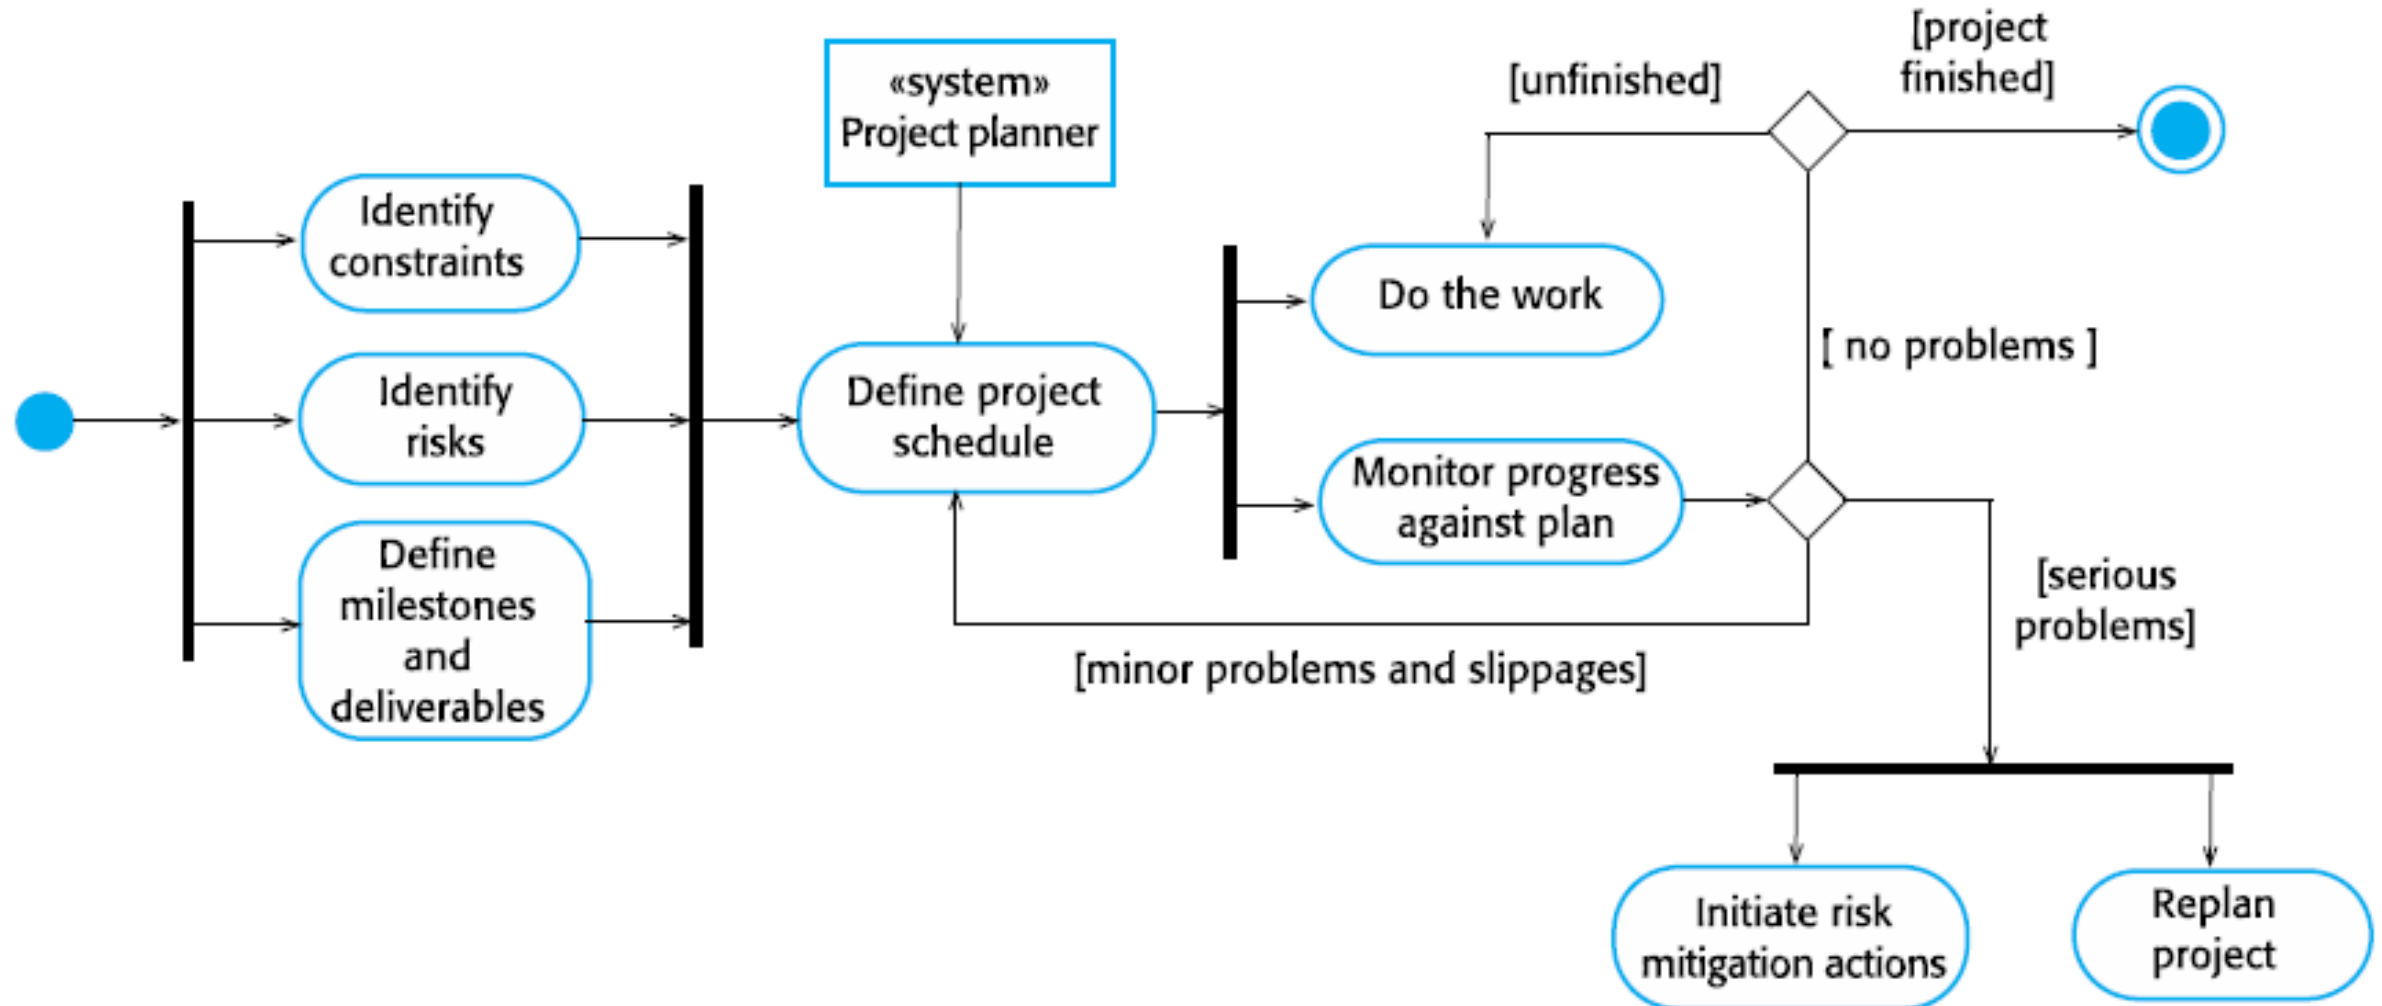 Identify
constraints
Identify
risks
Define
milestones
and
deliverables
«system»
Project planner
Define project
schedule
[unfinished]
[project
finished]
Do the work
[ no problems ]
Monitor progress
against plan
[minor problems and slippages]
[serious
problems]
Initiate risk
mitigation actions
Replan
project